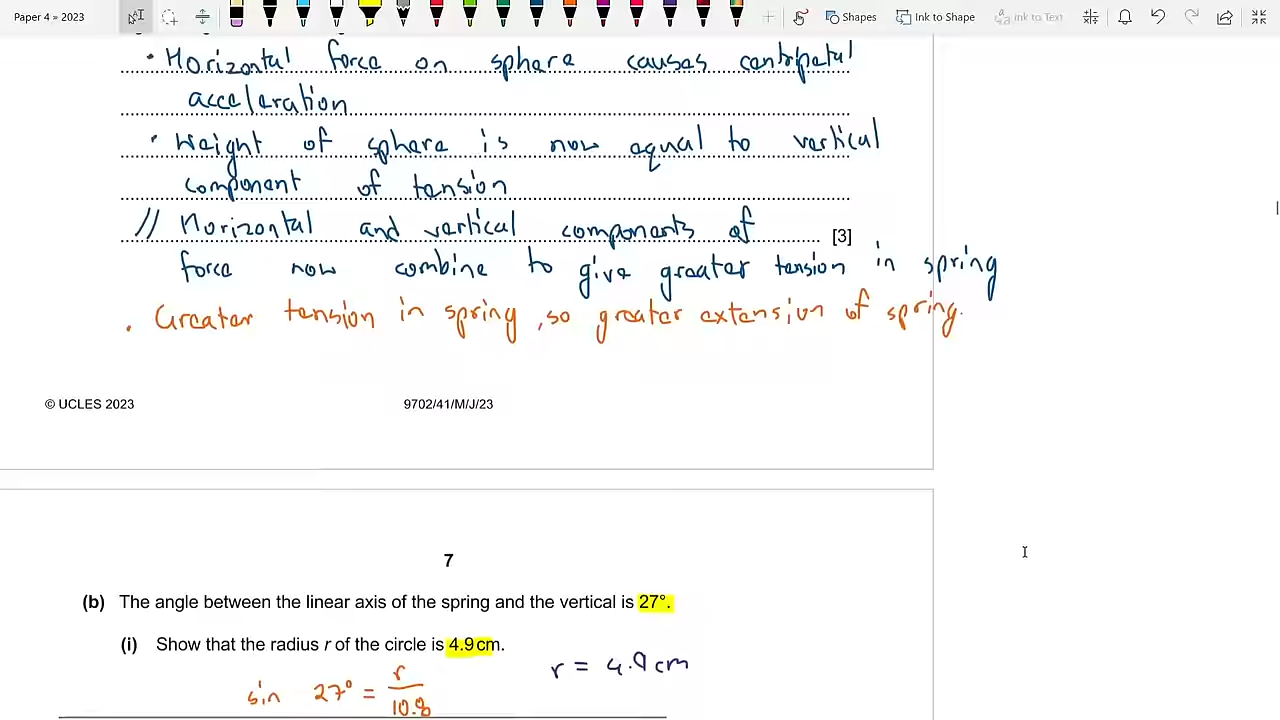 Paper 4 » 2023
Shapes
Ink to Shape
Ink to Text
• Horizontal force on sphere causes centripetal
acceleration
• Weight of sphere is now equal to vertical
component of tension
// Horizontal and vertical components of
[3]
force now combine to give greater tension in spring
. Greater tension in spring, so greater extension of spring.
© UCLES 2023
9702/41/M/J/23
7
(b) The angle between the linear axis of the spring and the vertical is 27°.
(i) Show that the radius r of the circle is 4.9 cm.
r = 4.9 cm
sin 27° = r / 10.8